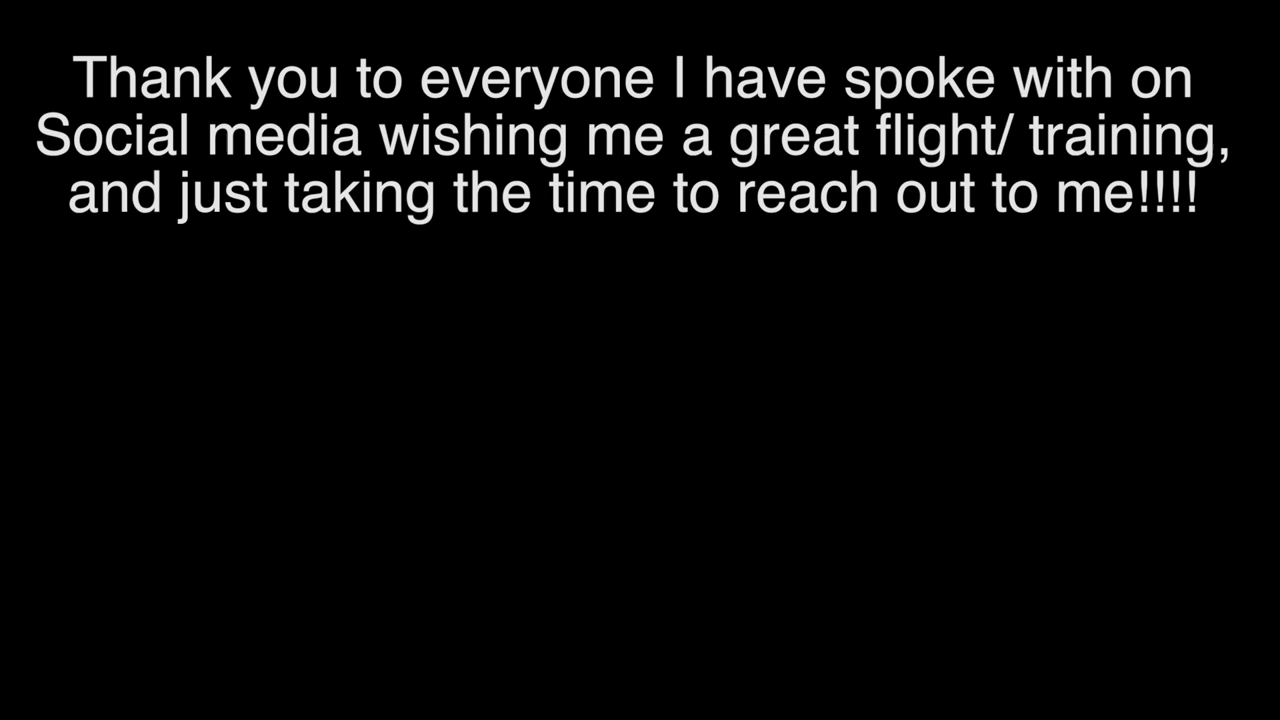 Thank you to everyone I have spoke with on
Social media wishing me a great flight/ training,
and just taking the time to reach out to me!!!!